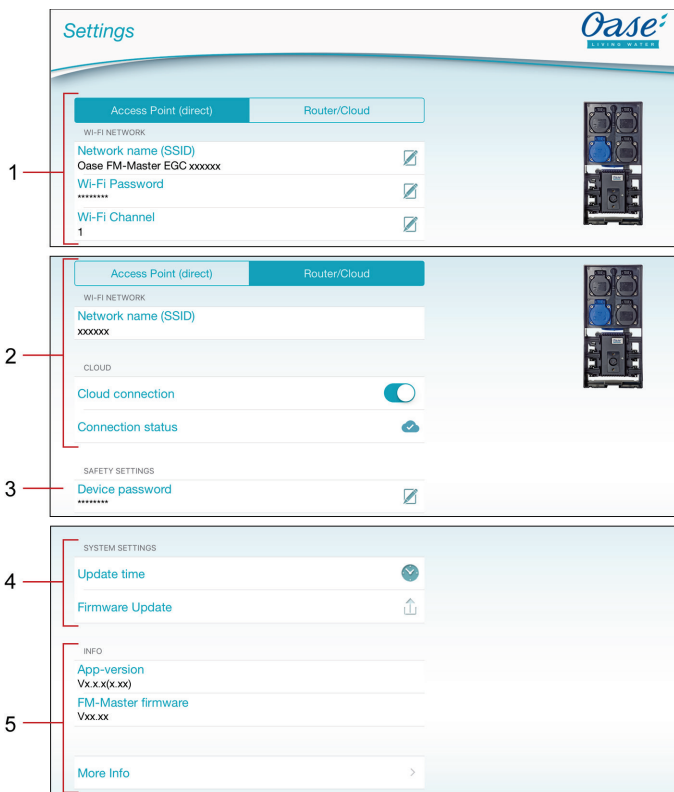 Settings
Oase
LIVING WATER
1
Access Point (direct) Router/Cloud
WI-FI NETWORK
Network name (SSID)
Oase FM-Master EGC xxxxxx
Wi-Fi Password
********
Wi-Fi Channel
1
2
Access Point (direct) Router/Cloud
WI-FI NETWORK
Network name (SSID)
xxxxxx
CLOUD
Cloud connection
Connection status
3
SAFETY SETTINGS
Device password
********
4
SYSTEM SETTINGS
Update time
Firmware Update
5
INFO
App-version
Vx.x.x(x.xx)
FM-Master firmware
Vxx.xx
More Info